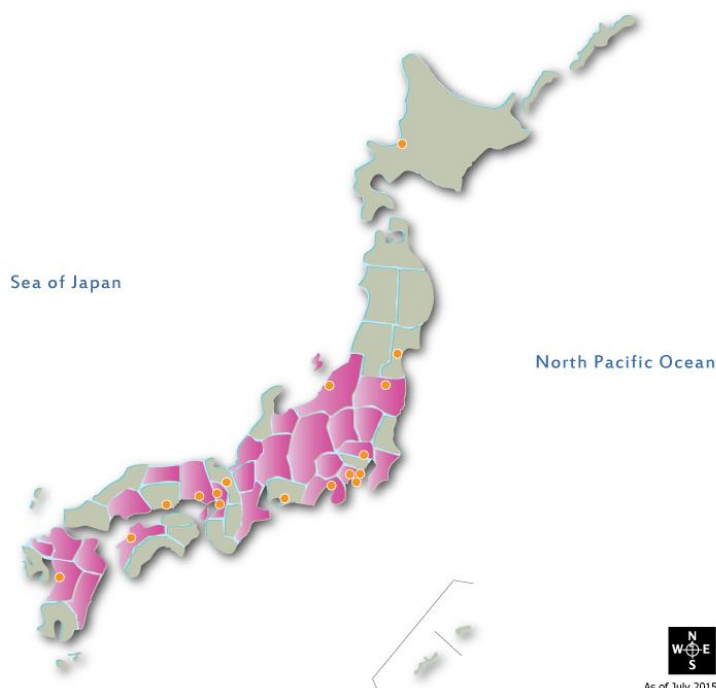 Sea of Japan
North Pacific Ocean
N
W E
S
As of July 2015